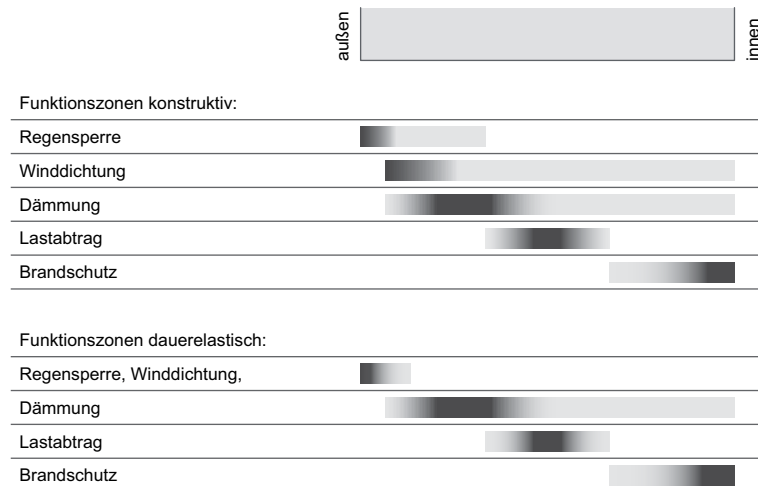 außen
innen
Funktionszonen konstruktiv:
Regensperre
Winddichtung
Dämmung
Lastabtrag
Brandschutz
Funktionszonen dauerelastisch:
Regensperre, Winddichtung,
Dämmung
Lastabtrag
Brandschutz